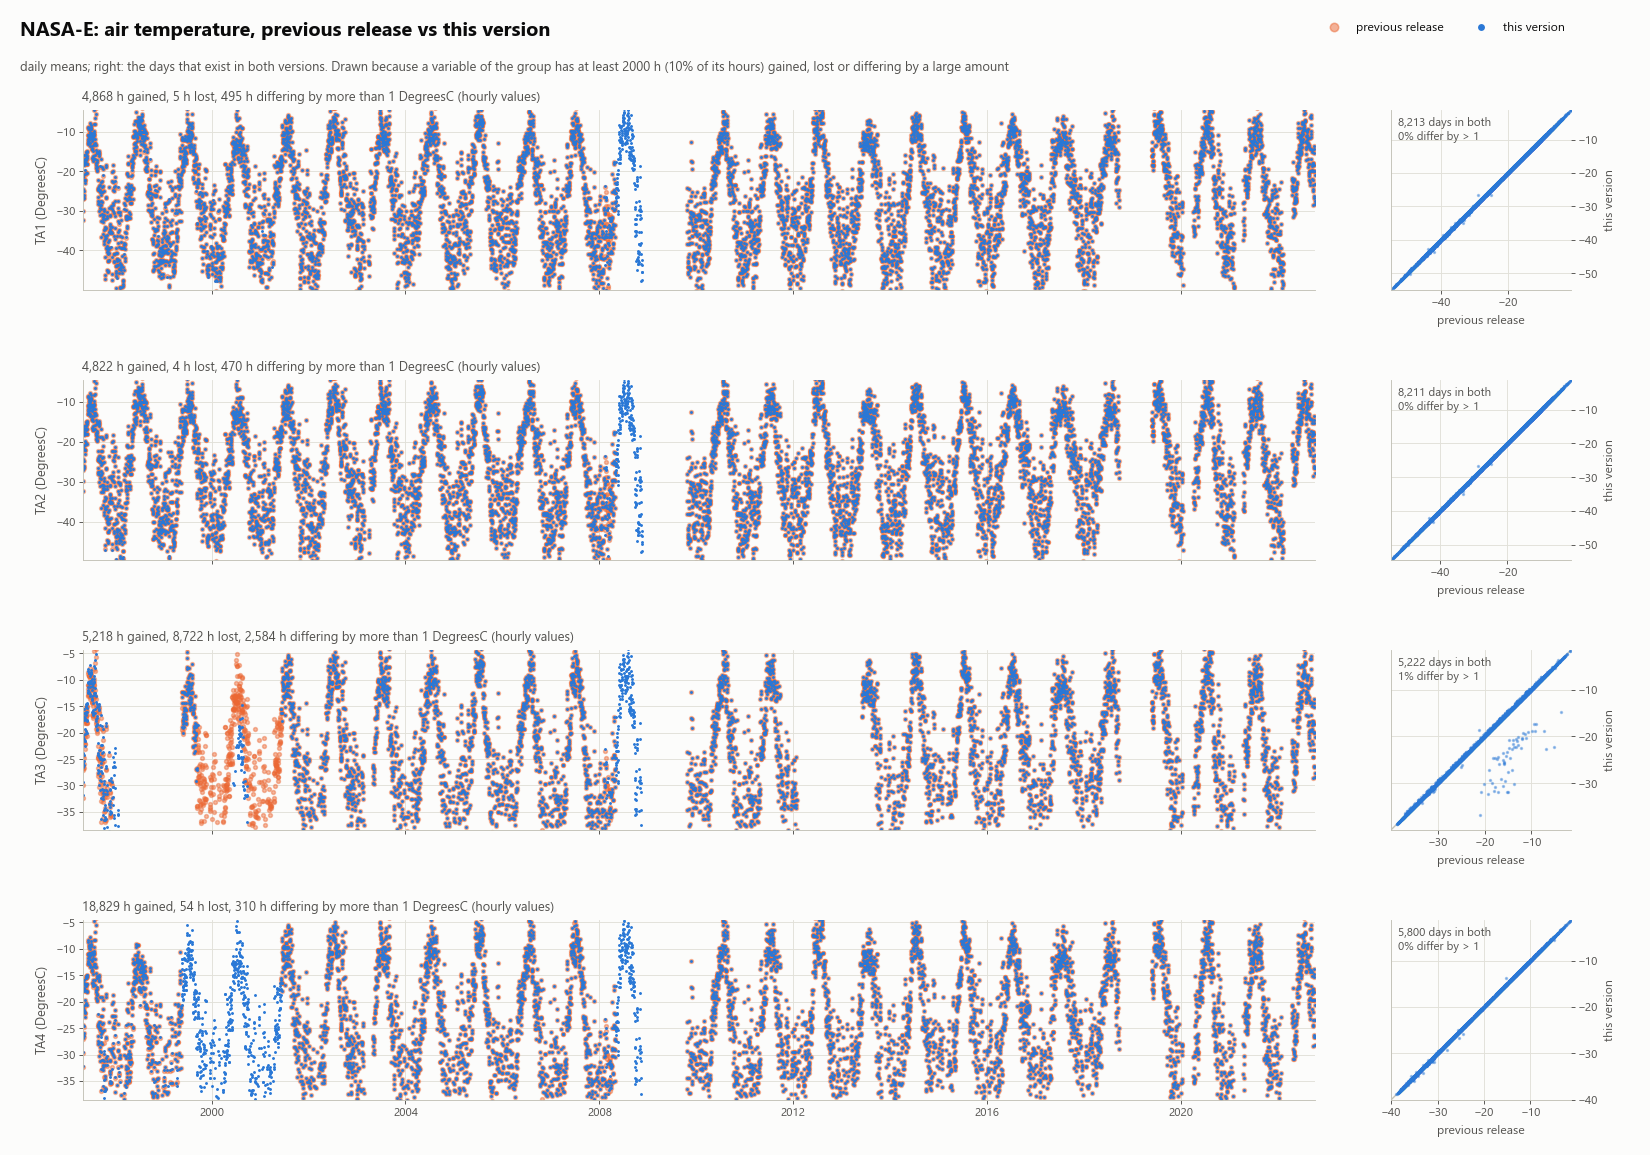 NASA-E: air temperature, previous release vs this version
previous release
this version
daily means; right: the days that exist in both versions. Drawn because a variable of the group has at least 2000 h (10% of its hours) gained, lost or differing by a large amount
4,868 h gained, 5 h lost, 495 h differing by more than 1 DegreesC (hourly values)
TA1 (DegreesC)
−10
−20
−30
−40
8,213 days in both
0% differ by > 1
−10
−20
−30
−40
−50
this version
−40
−20
previous release
4,822 h gained, 4 h lost, 470 h differing by more than 1 DegreesC (hourly values)
TA2 (DegreesC)
−10
−20
−30
−40
8,211 days in both
0% differ by > 1
−10
−20
−30
−40
−50
this version
−40
−20
previous release
5,218 h gained, 8,722 h lost, 2,584 h differing by more than 1 DegreesC (hourly values)
TA3 (DegreesC)
−5
−10
−15
−20
−25
−30
−35
5,222 days in both
1% differ by > 1
−10
−20
−30
this version
−30
−20
−10
previous release
18,829 h gained, 54 h lost, 310 h differing by more than 1 DegreesC (hourly values)
TA4 (DegreesC)
−5
−10
−15
−20
−25
−30
−35
2000
2004
2008
2012
2016
2020
5,800 days in both
0% differ by > 1
−10
−20
−30
−40
this version
−40
−30
−20
−10
previous release